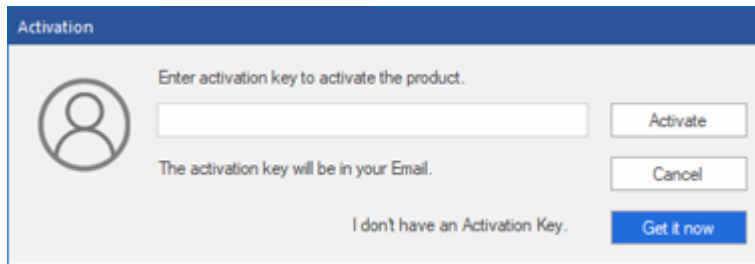 Activation
Enter activation key to activate the product.
Activate
The activation key will be in your Email.
Cancel
I don't have an Activation Key.
Get it now